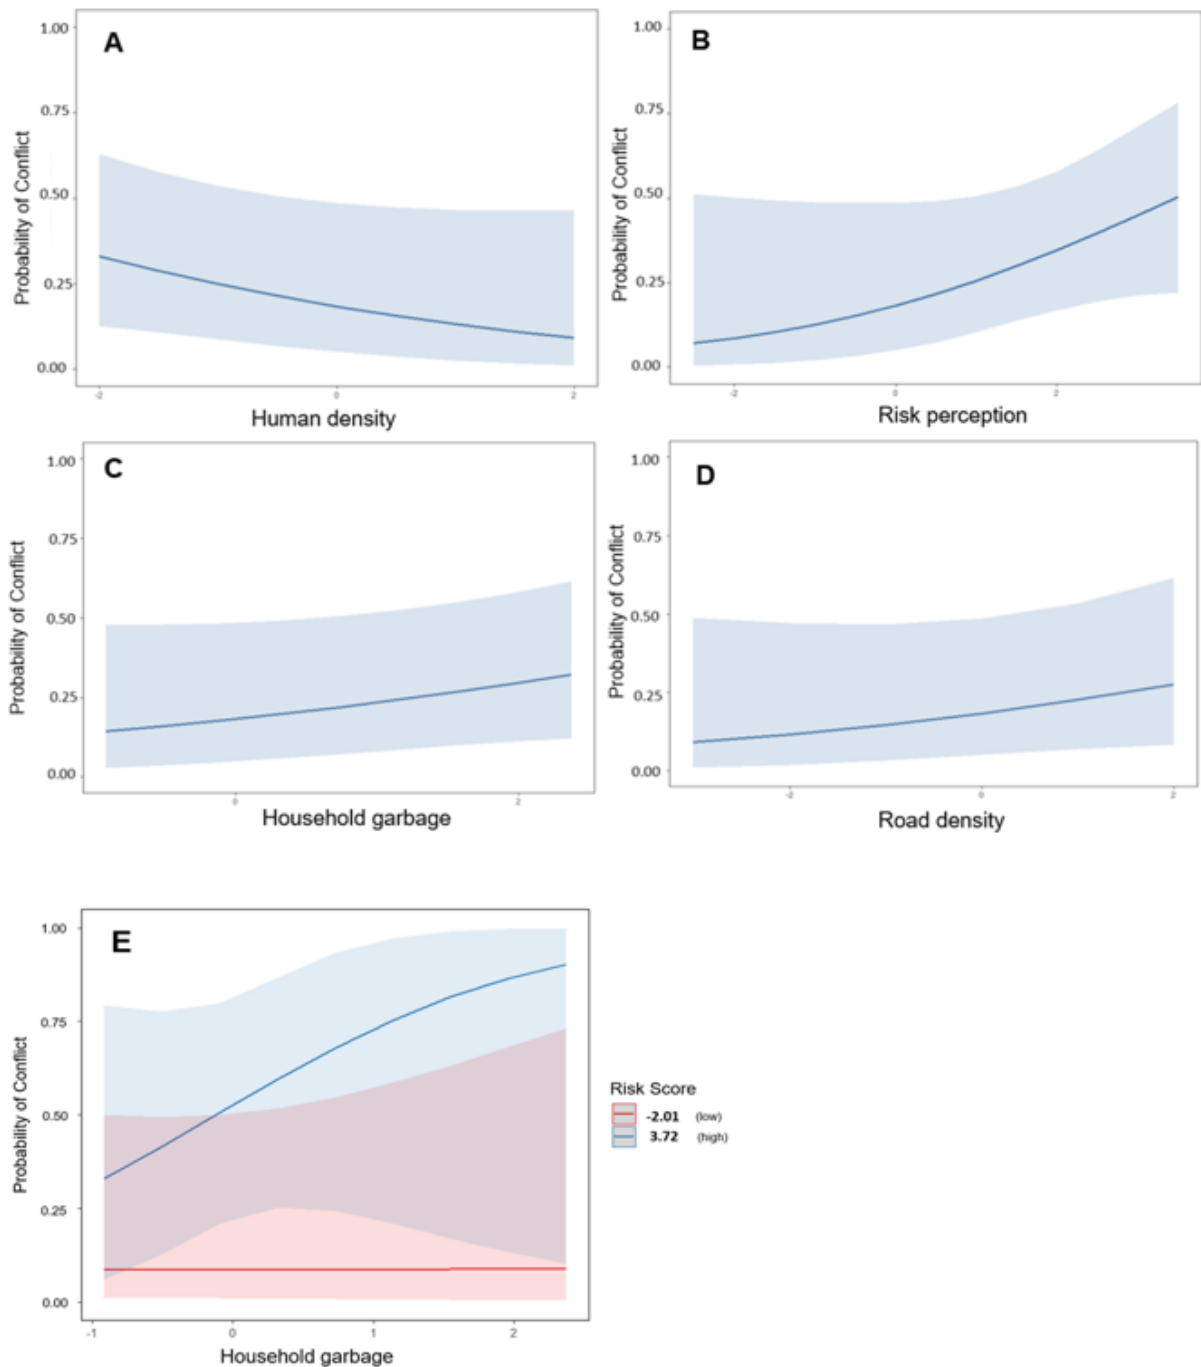 A
1.00
0.75
0.50
0.25
0.00
Probability of Conflict
-2 0 2
Human density
B
1.00
0.75
0.50
0.25
0.00
Probability of Conflict
-2 0 2
Risk perception
C
1.00
0.75
0.50
0.25
0.00
Probability of Conflict
0 2
Household garbage
D
1.00
0.75
0.50
0.25
0.00
Probability of Conflict
-2 0 2
Road density
E
1.00
0.75
0.50
0.25
0.00
Probability of Conflict
-1 0 1 2
Household garbage
Risk Score
-2.01 (low)
3.72 (high)